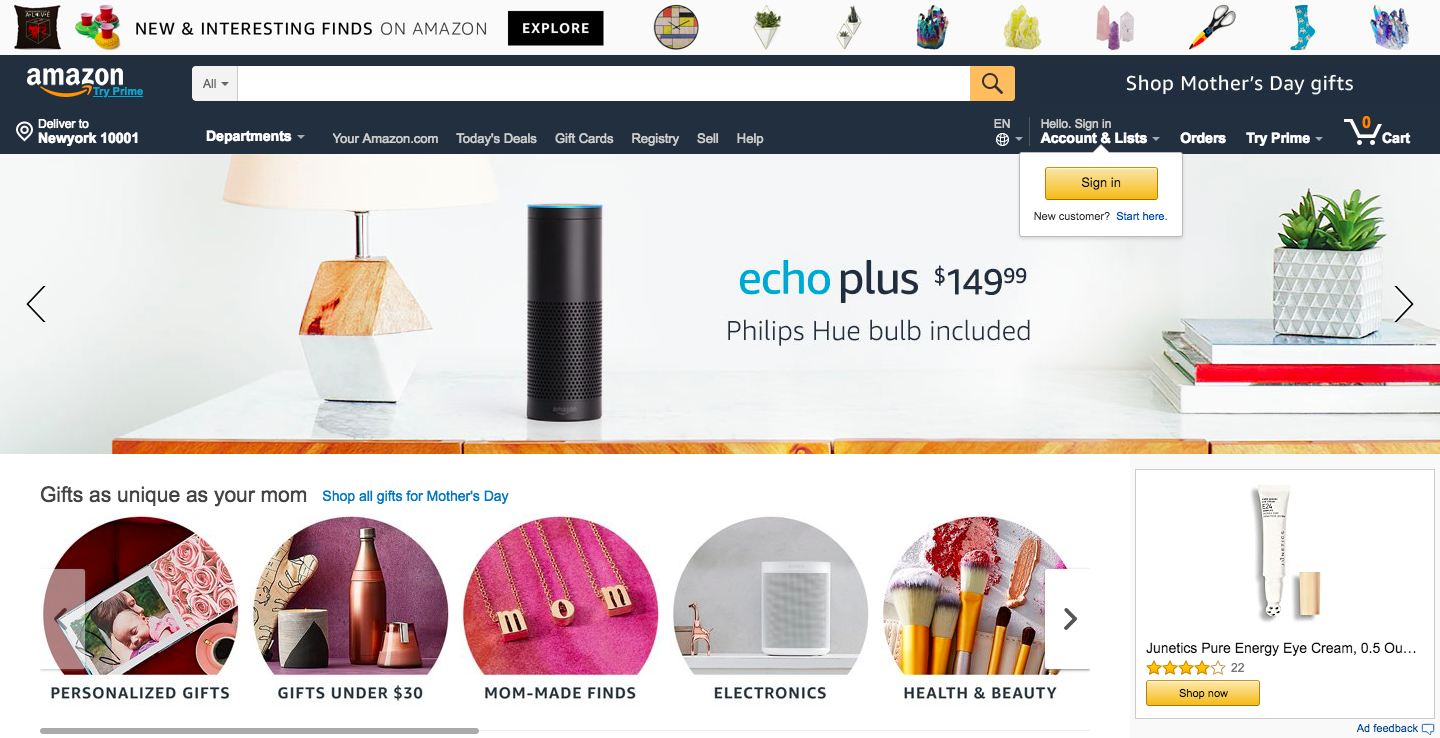 NEW & INTERESTING FINDS ON AMAZON
EXPLORE
amazon
Try Prime
All
Shop Mother's Day gifts
Deliver to
Newyork 10001
Departments
Your Amazon.com
Today's Deals
Gift Cards
Registry
Sell
Help
EN
Hello. Sign in
Account & Lists
Orders
Try Prime
0
Cart
Sign in
New customer? Start here.
echo plus $149 99
Philips Hue bulb included
amazon
Gifts as unique as your mom
Shop all gifts for Mother's Day
PERSONALIZED GIFTS
GIFTS UNDER $30
MOM-MADE FINDS
ELECTRONICS
HEALTH & BEAUTY
E24
JUNETICS
Junetics Pure Energy Eye Cream, 0.5 Ou…
22
Shop now
Ad feedback